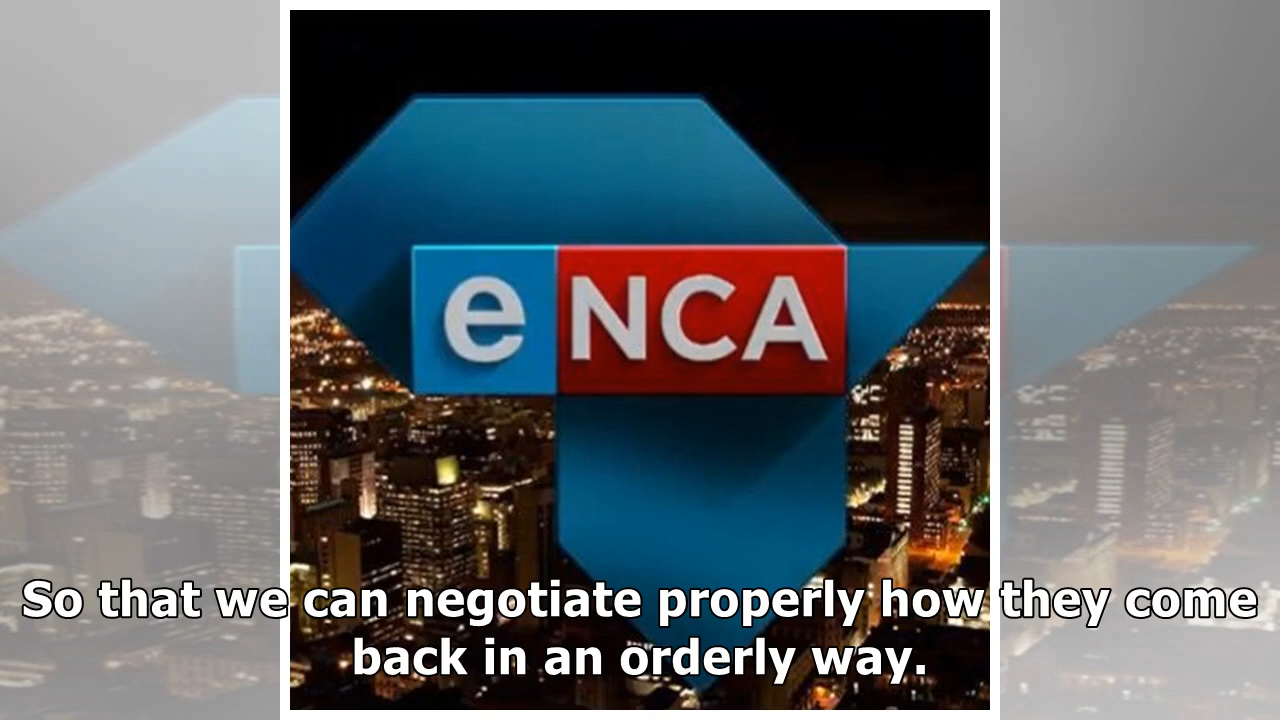 eNCA
So that we can negotiate properly how they come
back in an orderly way.